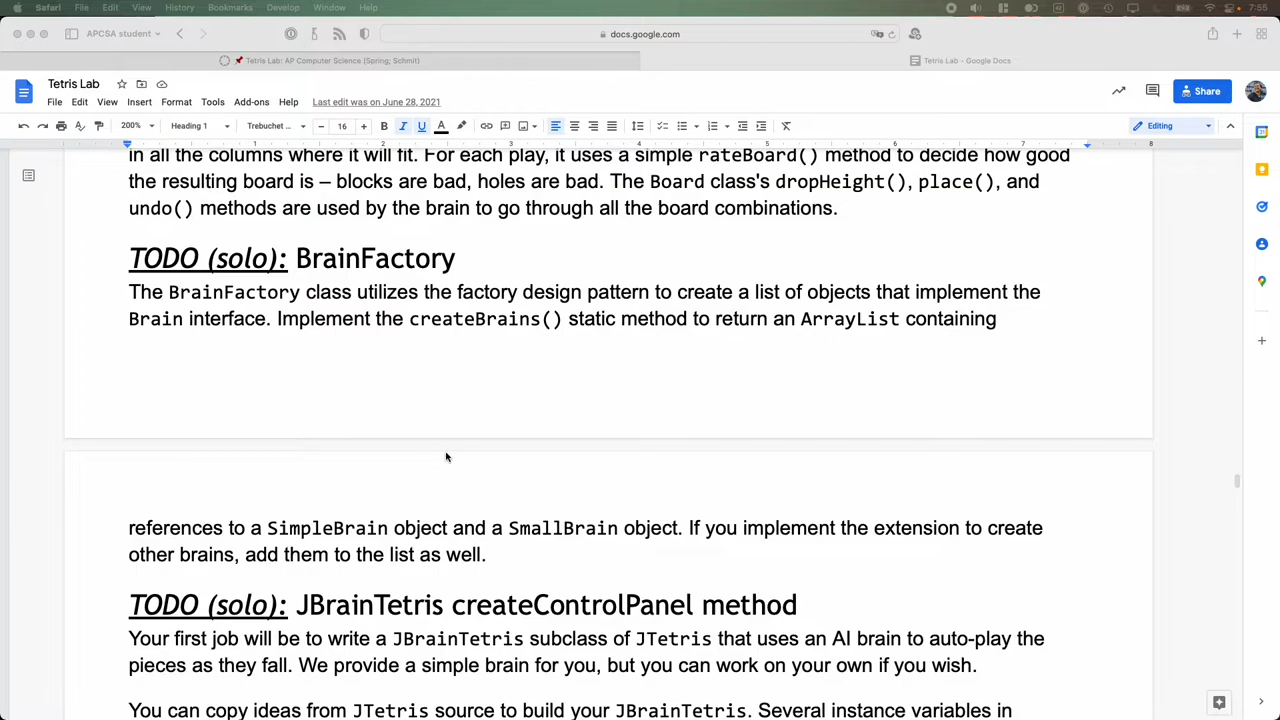 Safari File Edit View History Bookmarks Develop Window Help 7:55
APCSA student docs.google.com
Tetris Lab: AP Computer Science (Spring; Schmit) Tetris Lab - Google Docs
Tetris Lab
File Edit View Insert Format Tools Add-ons Help Last edit was on June 28, 2021 Share
200% Heading 1 Trebuchet ... 16 Editing
1 2 3 4 5 6 7 8
in all the columns where it will fit. For each play, it uses a simple rateBoard() method to decide how good
the resulting board is – blocks are bad, holes are bad. The Board class's dropHeight(), place(), and
undo() methods are used by the brain to go through all the board combinations.
TODO (solo): BrainFactory
The BrainFactory class utilizes the factory design pattern to create a list of objects that implement the
Brain interface. Implement the createBrains() static method to return an ArrayList containing
references to a SimpleBrain object and a SmallBrain object. If you implement the extension to create
other brains, add them to the list as well.
TODO (solo): JBrainTetris createControlPanel method
Your first job will be to write a JBrainTetris subclass of JTetris that uses an AI brain to auto-play the
pieces as they fall. We provide a simple brain for you, but you can work on your own if you wish.
You can copy ideas from JTetris source to build your JBrainTetris. Several instance variables in